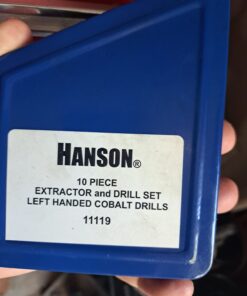 HANSON®
10 PIECE
EXTRACTOR and DRILL SET
LEFT HANDED COBALT DRILLS
11119